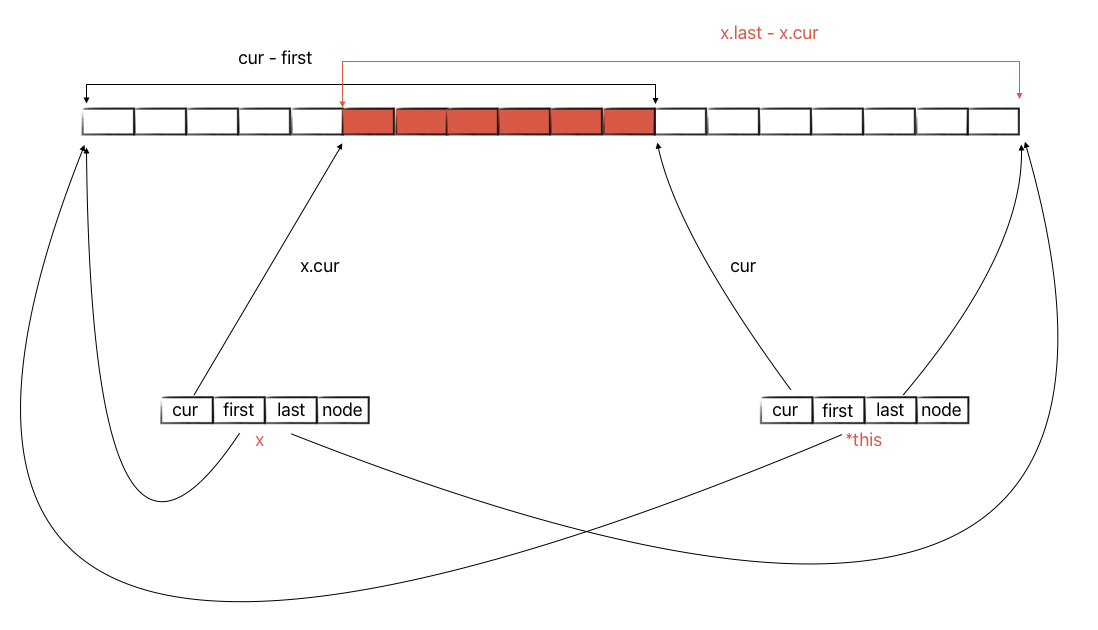 x.last - x.cur
cur - first
x.cur
cur
cur first last node
x
cur first last node
*this